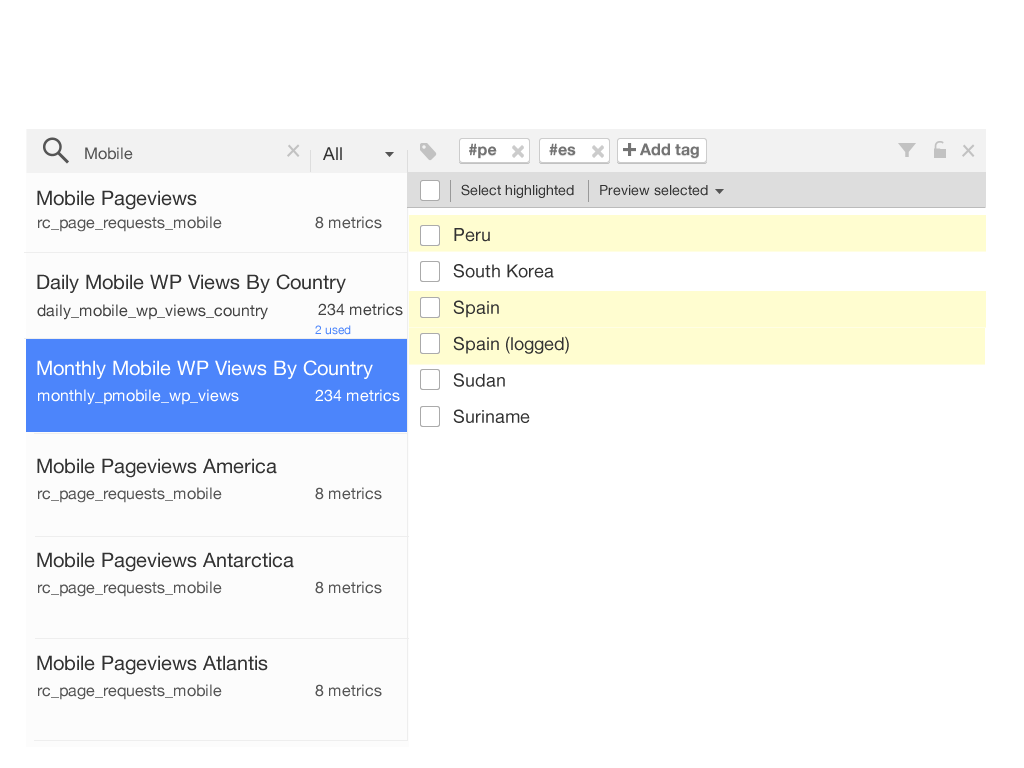 Mobile
All
Mobile Pageviews
rc_page_requests_mobile 8 metrics
Daily Mobile WP Views By Country
daily_mobile_wp_views_country 234 metrics
2 used
Monthly Mobile WP Views By Country
monthly_pmobile_wp_views 234 metrics
Mobile Pageviews America
rc_page_requests_mobile 8 metrics
Mobile Pageviews Antarctica
rc_page_requests_mobile 8 metrics
Mobile Pageviews Atlantis
rc_page_requests_mobile 8 metrics
#pe #es Add tag
Select highlighted Preview selected
Peru
South Korea
Spain
Spain (logged)
Sudan
Suriname